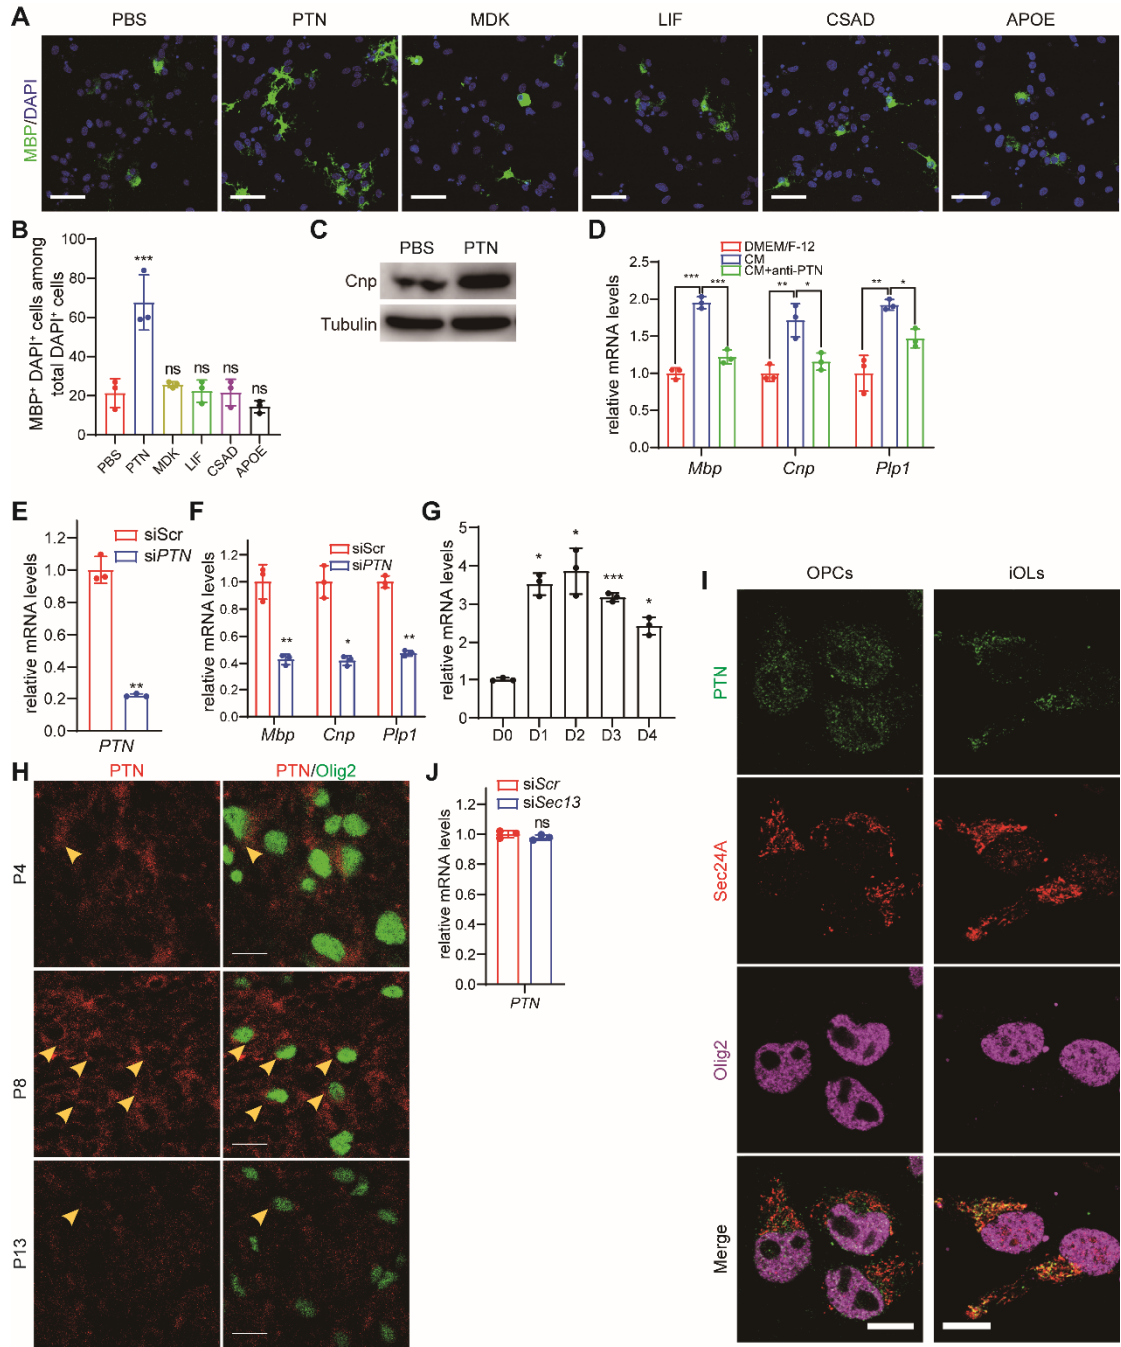 A
PBS PTN MDK LIF CSAD APOE
MBP/DAPI
B
MBP⁺ DAPI⁺ cells among
total DAPI⁺ cells
100
80
60
40
20
0
***
ns ns ns ns
PBS PTN MDK LIF CSAD APOE
C
PBS PTN
Cnp
Tubulin
D
DMEM/F-12
CM
CM+anti-PTN
relative mRNA levels
2.5
2.0
1.5
1.0
0.5
0.0
*** *** ** * ** *
Mbp Cnp Plp1
E
siScr
siPTN
relative mRNA levels
1.2
1.0
0.8
0.6
0.4
0.2
0.0
**
PTN
F
siScr
siPTN
relative mRNA levels
1.2
1.0
0.8
0.6
0.4
0.2
0.0
** * **
Mbp Cnp Plp1
G
relative mRNA levels
5
4
3
2
1
0
* * *** *
D0 D1 D2 D3 D4
H
PTN PTN/Olig2
P4
P8
P13
I
OPCs iOLs
PTN
Sec24A
Olig2
Merge
J
siScr
siSec13
relative mRNA levels
1.2
1.0
0.8
0.6
0.4
0.2
0.0
ns
PTN